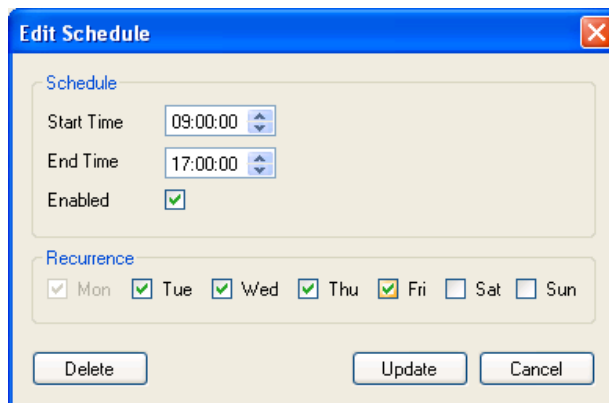 Edit Schedule
Schedule
Start Time 09:00:00
End Time 17:00:00
Enabled
Recurrence
Mon Tue Wed Thu Fri Sat Sun
Delete Update Cancel